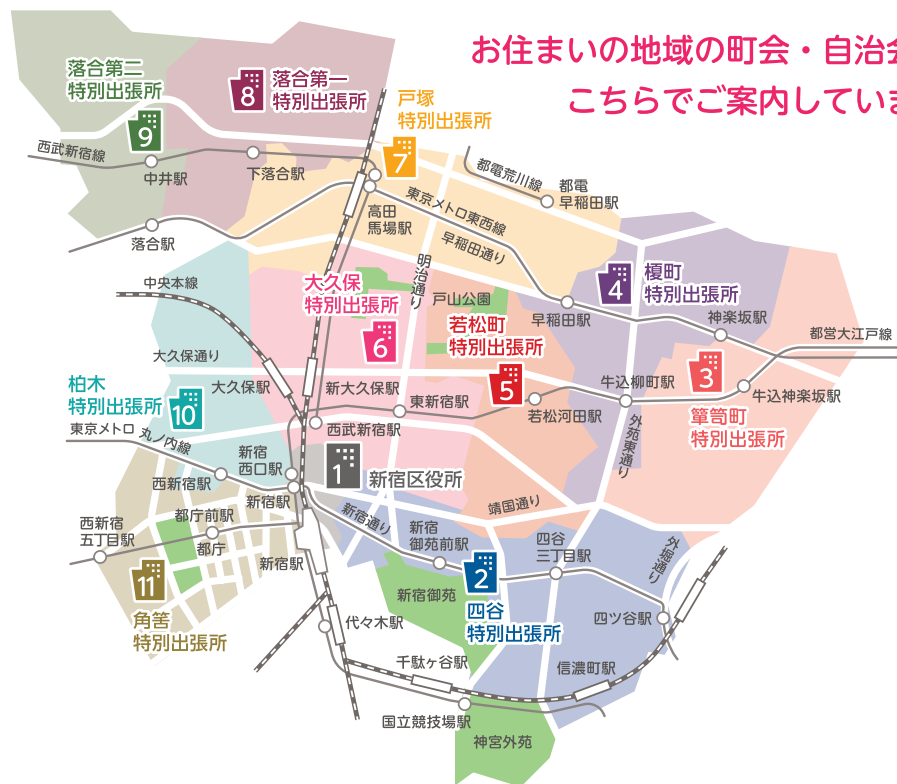 お住まいの地域の町会・自治会
こちらでご案内していま
落合第二
特別出張所
9
8
落合第一
特別出張所
戸塚
特別出張所
7
西武新宿線
中井駅
下落合駅
落合駅
高田
馬場駅
都電荒川線
都電
早稲田駅
東京メトロ東西線
早稲田通り
明治通り
中央本線
大久保
特別出張所
6
戸山公園
若松町
特別出張所
5
早稲田駅
4
榎町
特別出張所
神楽坂駅
都営大江戸線
3
牛込神楽坂駅
箪笥町
特別出張所
牛込柳町駅
外苑東通り
若松河田駅
大久保通り
大久保駅
新大久保駅
東新宿駅
西武新宿駅
柏木
特別出張所
10
東京メトロ 丸ノ内線
西新宿駅
新宿
西口駅
1
新宿区役所
新宿駅
都庁前駅
都庁
西新宿
五丁目駅
新宿駅
11
角筈
特別出張所
新宿通り
靖国通り
新宿
御苑前駅
2
四谷
特別出張所
四谷
三丁目駅
外堀通り
四ツ谷駅
新宿御苑
代々木駅
千駄ヶ谷駅
信濃町駅
国立競技場駅
神宮外苑